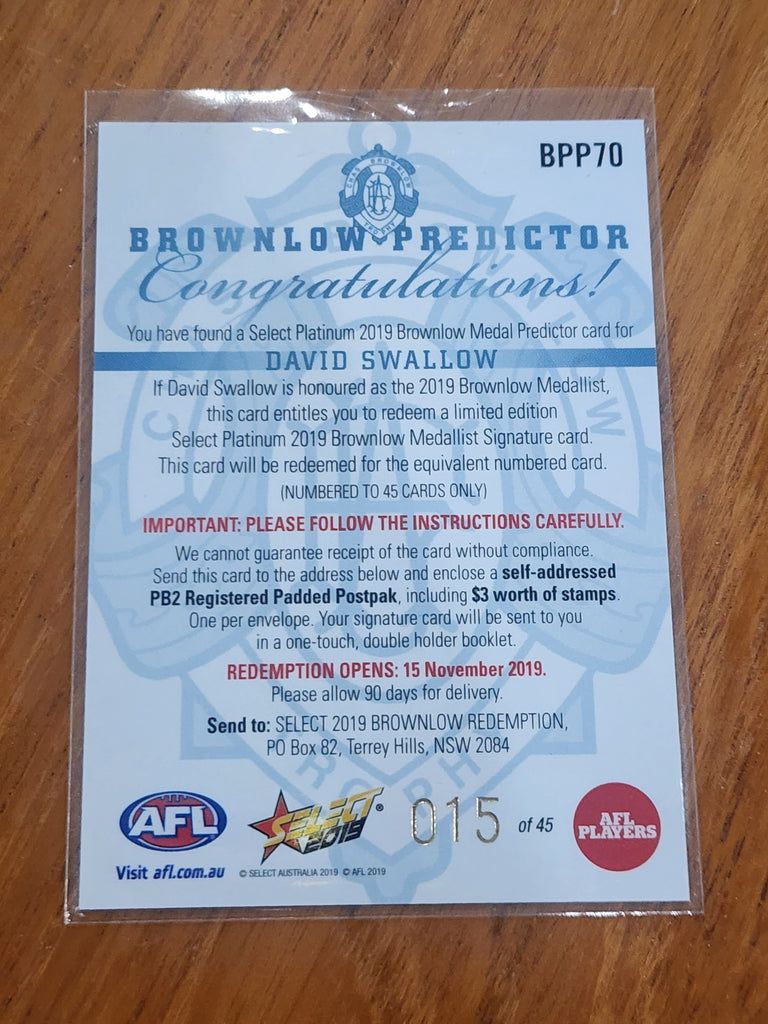 BPP70
CHAS BROWNLOW
TROPHY
BROWNLOW PREDICTOR
Congratulations!
You have found a Select Platinum 2019 Brownlow Medal Predictor card for
DAVID SWALLOW
If David Swallow is honoured as the 2019 Brownlow Medallist,
this card entitles you to redeem a limited edition
Select Platinum 2019 Brownlow Medallist Signature card.
This card will be redeemed for the equivalent numbered card.
(NUMBERED TO 45 CARDS ONLY)
IMPORTANT: PLEASE FOLLOW THE INSTRUCTIONS CAREFULLY.
We cannot guarantee receipt of the card without compliance.
Send this card to the address below and enclose a self-addressed
PB2 Registered Padded Postpak, including $3 worth of stamps.
One per envelope. Your signature card will be sent to you
in a one-touch, double holder booklet.
REDEMPTION OPENS: 15 November 2019.
Please allow 90 days for delivery.
Send to: SELECT 2019 BROWNLOW REDEMPTION,
PO Box 82, Terrey Hills, NSW 2084
AFL
SELECT ®
2019
015 of 45
AFL
PLAYERS
Visit afl.com.au
© SELECT AUSTRALIA 2019 © AFL 2019